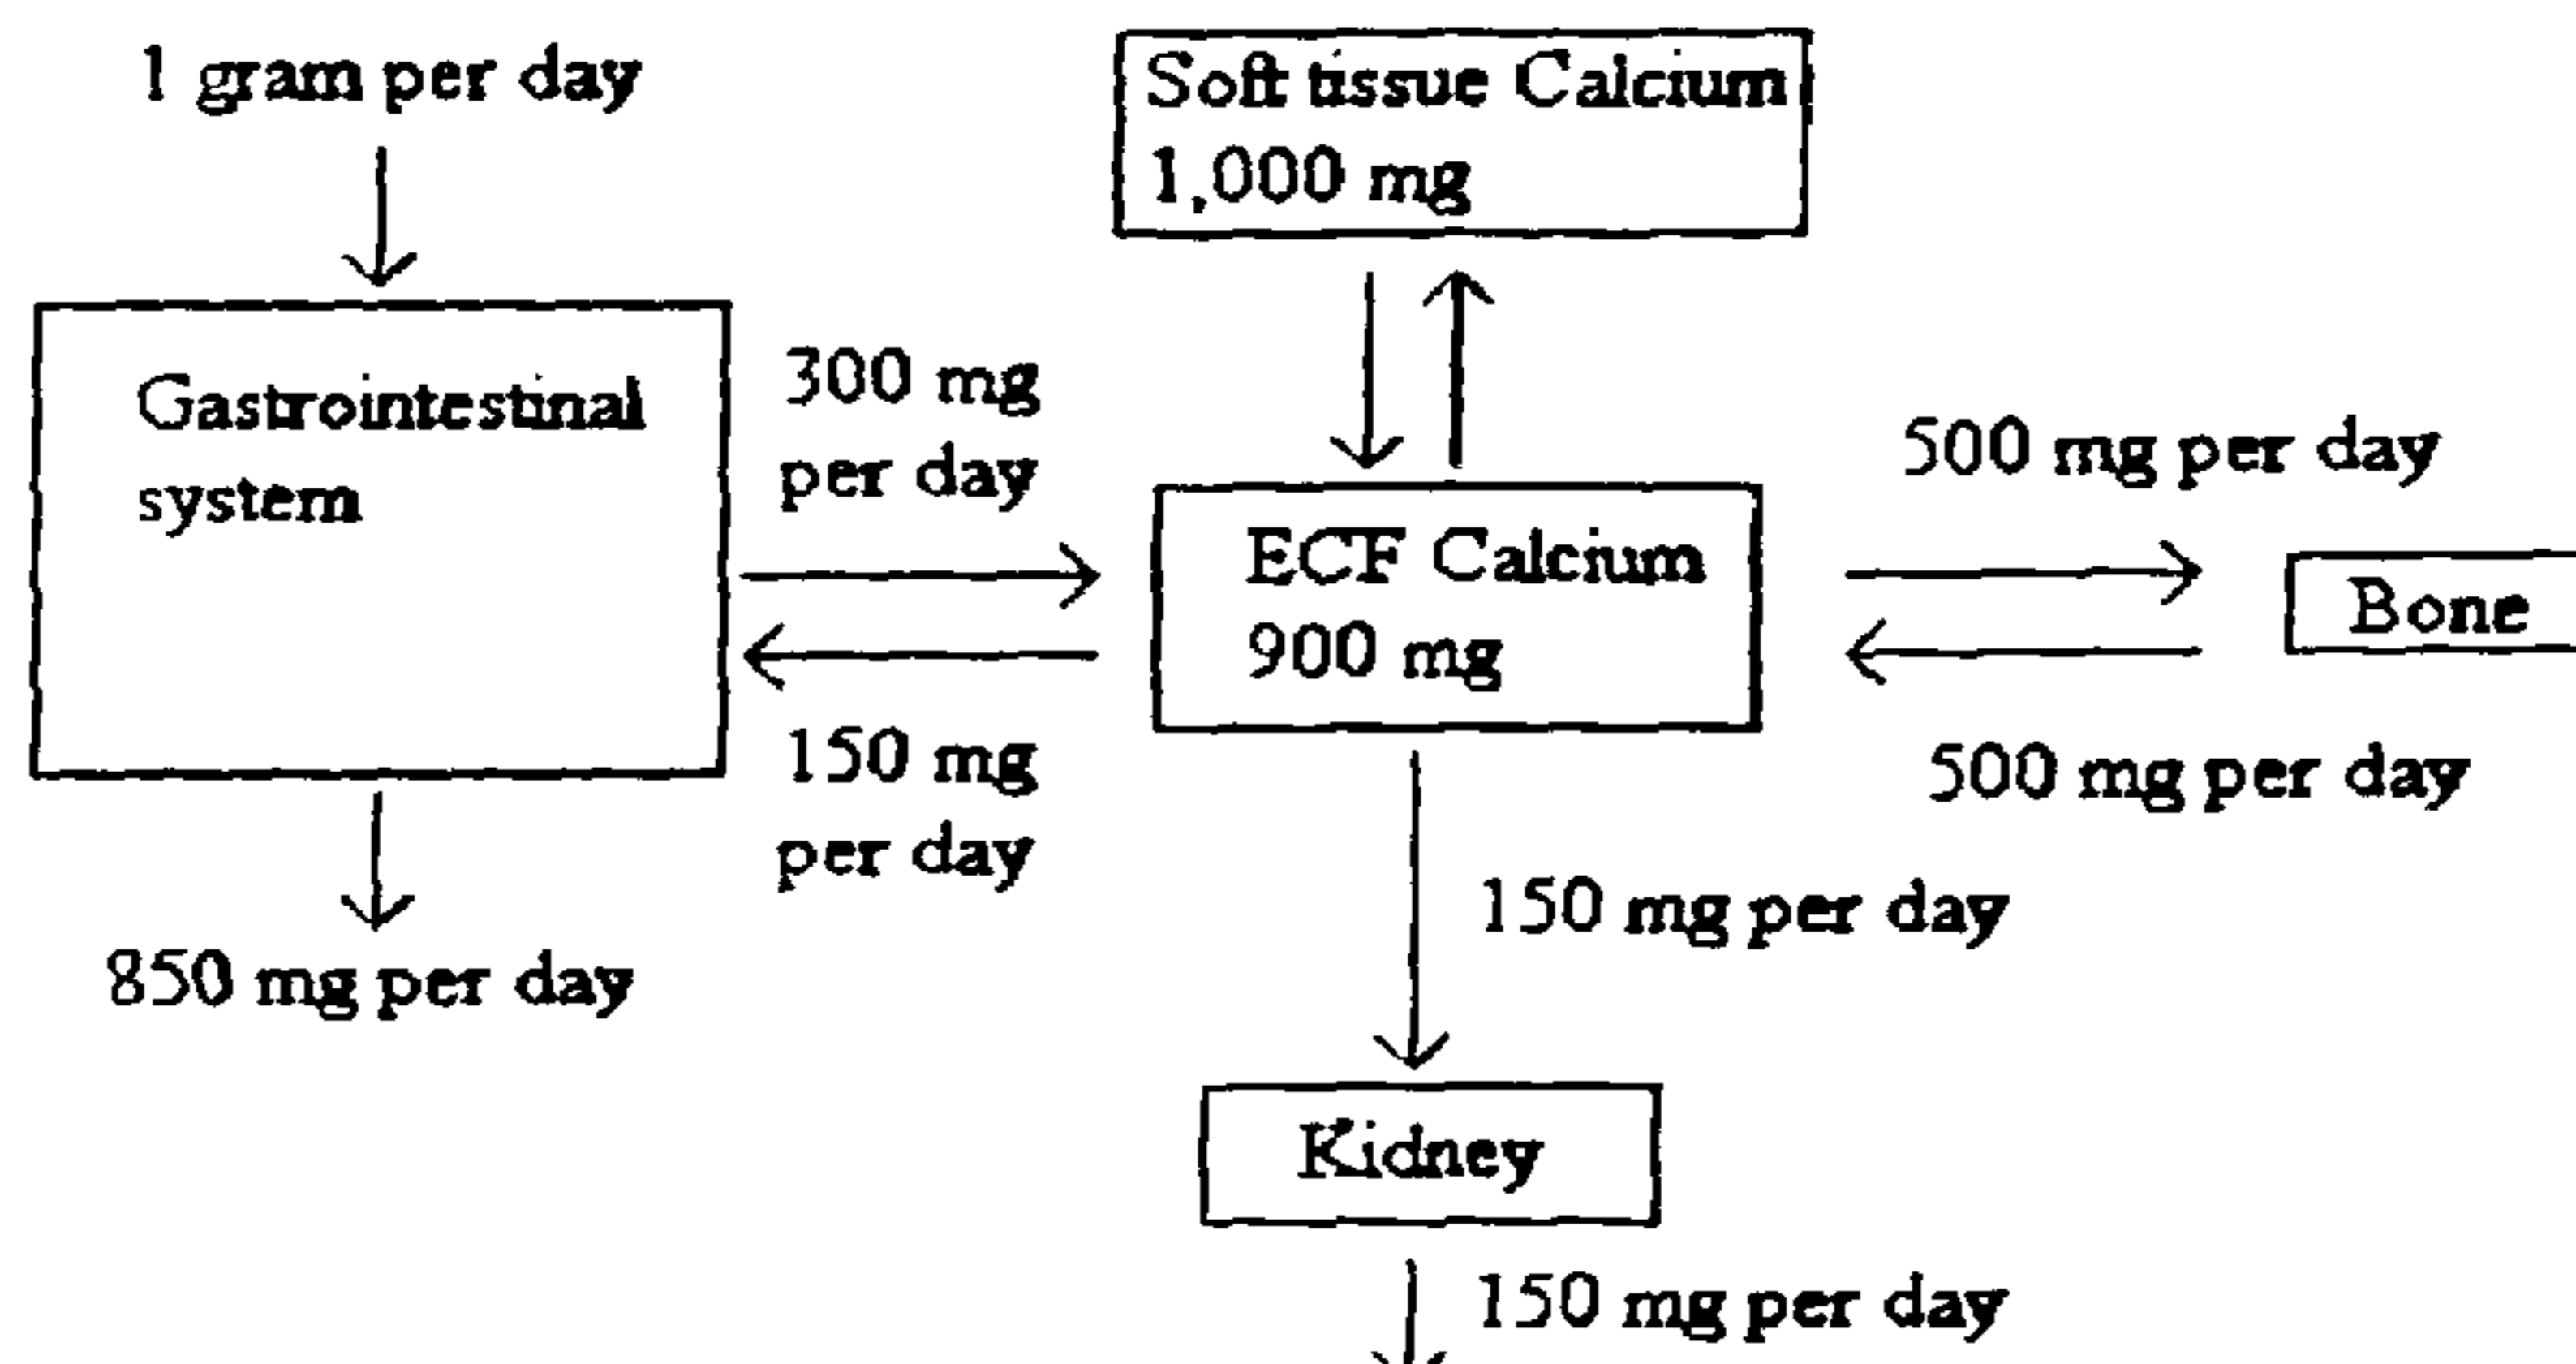 1 gram per day
Soft tissue Calcium
1,000 mg
Gastrointestinal
system
300 mg
per day
150 mg
per day
ECF Calcium
900 mg
500 mg per day
Bone
500 mg per day
850 mg per day
150 mg per day
Kidney
150 mg per day